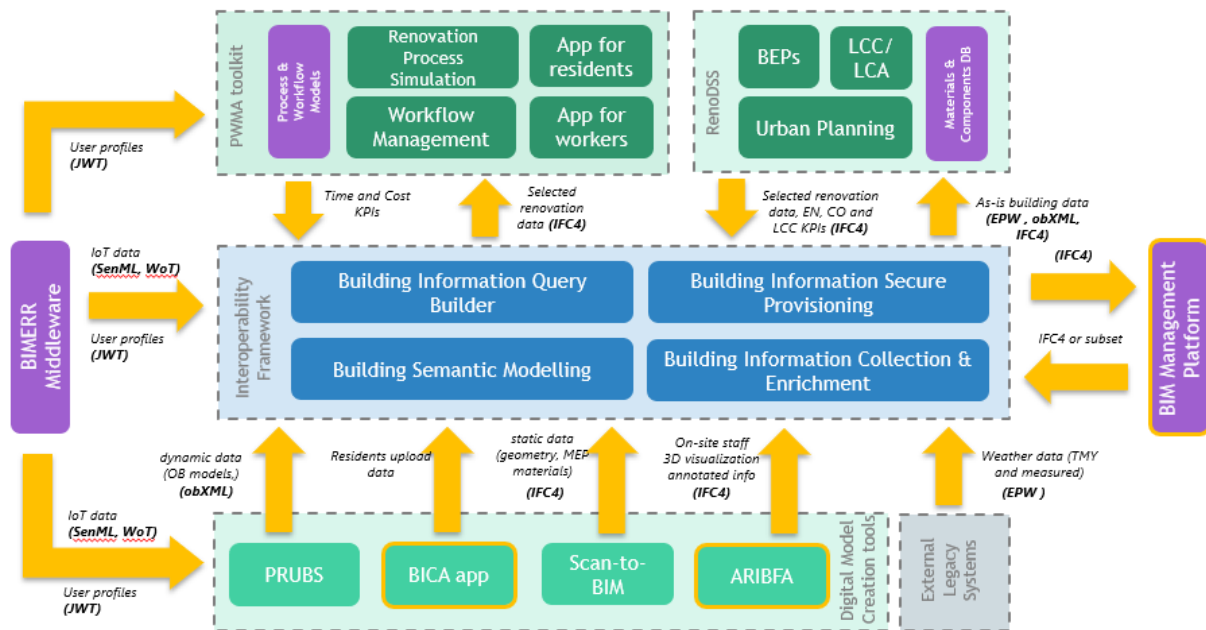 PWMA toolkit
Process &
Workflow
Models
Renovation
Process
Simulation
App for
residents
Workflow
Management
App for
workers
RenoDSS
BEPs
LCC/
LCA
Urban Planning
Materials &
Components DB
User profiles
(JWT)
Time and Cost
KPIs
Selected
renovation
data (IFC4)
Selected renovation
data, EN, CO and
LCC KPIs (IFC4)
As-is building data
(EPW , obXML,
IFC4)
(IFC4)
BIMERR
Middleware
IoT data
(SenML, WoT)
User profiles
(JWT)
Interoperability
Framework
Building Information Query
Builder
Building Information Secure
Provisioning
Building Semantic Modelling
Building Information Collection &
Enrichment
IFC4 or subset
BIM Management
Platform
dynamic data
(OB models,)
(obXML)
Residents upload
data
static data
(geometry, MEP
materials)
(IFC4)
On-site staff
3D visualization
annotated info
(IFC4)
Weather data (TMY
and measured)
(EPW )
IoT data
(SenML, WoT)
User profiles
(JWT)
PRUBS
BICA app
Scan-to-
BIM
ARIBFA
Digital Model
Creation tools
External
Legacy
Systems